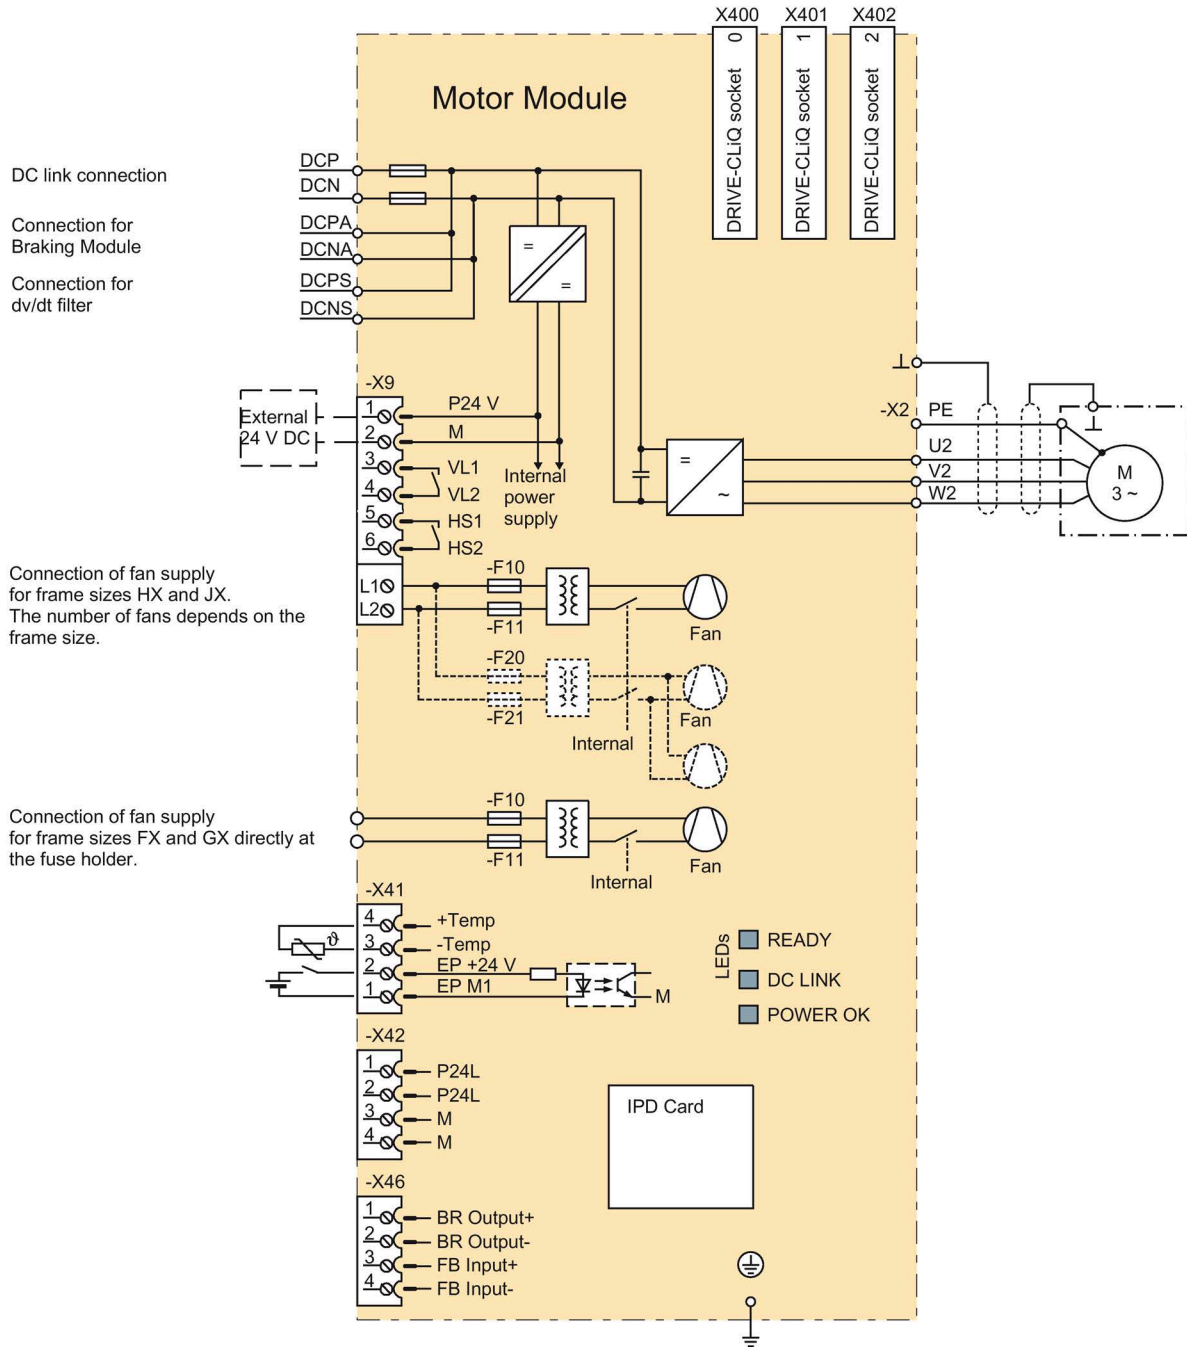 X400
X401
X402
DRIVE-CLiQ socket 0
DRIVE-CLiQ socket 1
DRIVE-CLiQ socket 2
Motor Module
DC link connection
DCP
DCN
Connection for
Braking Module
DCPA
DCNA
Connection for
dv/dt filter
DCPS
DCNS
=
=
-X9
External
24 V DC
1
P24 V
2
M
3
VL1
4
VL2
5
HS1
6
HS2
Internal
power
supply
=
~
-X2
PE
U2
V2
W2
M
3 ~
Connection of fan supply
for frame sizes HX and JX.
The number of fans depends on the
frame size.
L1
L2
-F10
-F11
Fan
-F20
-F21
Fan
Internal
Connection of fan supply
for frame sizes FX and GX directly at
the fuse holder.
-F10
-F11
Fan
Internal
-X41
ϑ
4
+Temp
3
-Temp
2
EP +24 V
1
EP M1
M
LEDs
READY
DC LINK
POWER OK
-X42
1
P24L
2
P24L
3
M
4
M
IPD Card
-X46
1
BR Output+
2
BR Output-
3
FB Input+
4
FB Input-